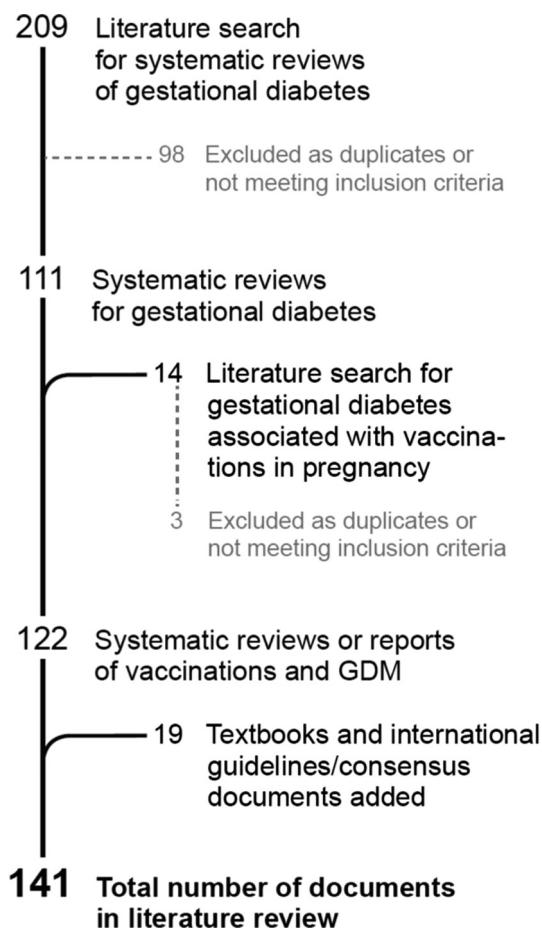 209 Literature search
for systematic reviews
of gestational diabetes
98 Excluded as duplicates or
not meeting inclusion criteria
111 Systematic reviews
for gestational diabetes
14 Literature search for
gestational diabetes
associated with vaccina-
tions in pregnancy
3 Excluded as duplicates or
not meeting inclusion criteria
122 Systematic reviews or reports
of vaccinations and GDM
19 Textbooks and international
guidelines/consensus
documents added
141 Total number of documents
in literature review